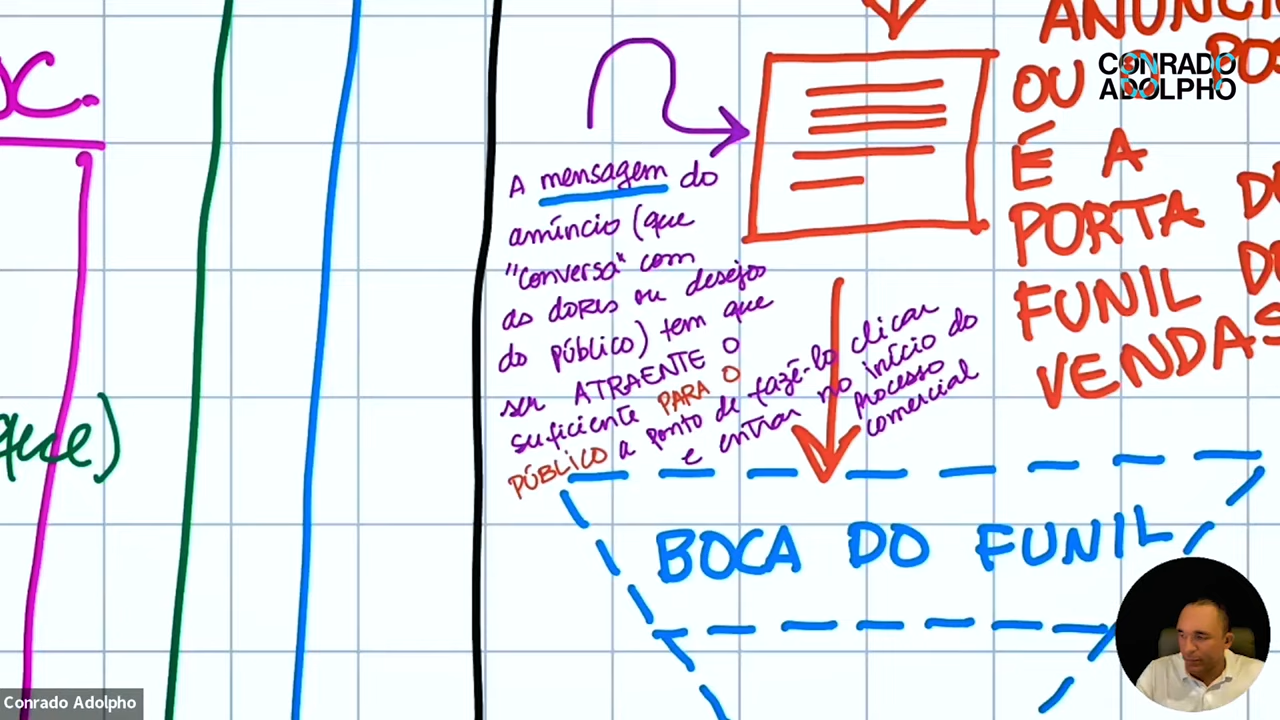 A mensagem do
anúncio (que
"conversa" com
as dores ou desejos
do público) tem que
ser ATRAENTE O
suficiente PARA O
PÚBLICO a ponto de fazê-lo clicar
e entrar no início do
processo
comercial
OU
É A
PORTA
FUNIL
VENDAS
CONRADO
ADOLPHO
BOCA DO FUNIL
Conrado Adolpho